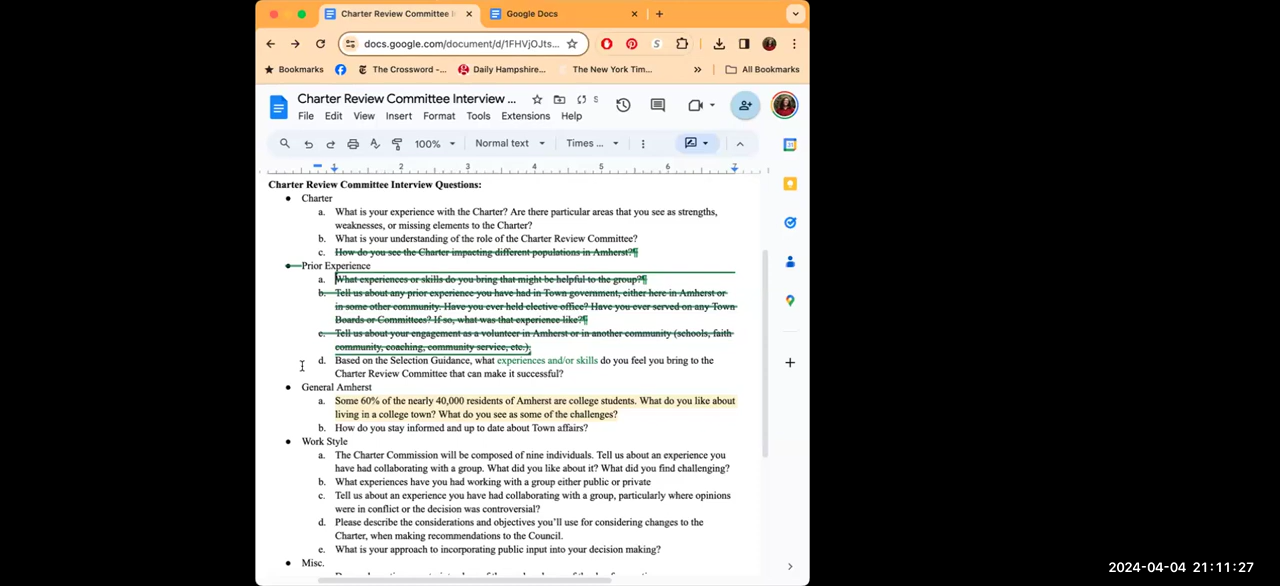 Charter Review Committee I
Google Docs
docs.google.com/document/d/1FHVjOJts...
Bookmarks
The Crossword -...
Daily Hampshire...
The New York Tim...
»
All Bookmarks
Charter Review Committee Interview ...
S
File Edit View Insert Format Tools Extensions Help
100% Normal text Times ...
1 2 3 4 5 6 7
Charter Review Committee Interview Questions:
● Charter
a. What is your experience with the Charter? Are there particular areas that you see as strengths,
weaknesses, or missing elements to the Charter?
b. What is your understanding of the role of the Charter Review Committee?
c. How do you see the Charter impacting different populations in Amherst?¶
● Prior Experience
a. What experiences or skills do you bring that might be helpful to the group?¶
b. Tell us about any prior experience you have had in Town government, either here in Amherst or
in some other community. Have you ever held elective office? Have you ever served on any Town
Boards or Committees? If so, what was that experience like?¶
c. Tell us about your engagement as a volunteer in Amherst or in another community (schools, faith
community, coaching, community service, etc.).
d. Based on the Selection Guidance, what experiences and/or skills do you feel you bring to the
Charter Review Committee that can make it successful?
● General Amherst
a. Some 60% of the nearly 40,000 residents of Amherst are college students. What do you like about
living in a college town? What do you see as some of the challenges?
b. How do you stay informed and up to date about Town affairs?
● Work Style
a. The Charter Commission will be composed of nine individuals. Tell us about an experience you
have had collaborating with a group. What did you like about it? What did you find challenging?
b. What experiences have you had working with a group either public or private
c. Tell us about an experience you have had collaborating with a group, particularly where opinions
were in conflict or the decision was controversial?
d. Please describe the considerations and objectives you'll use for considering changes to the
Charter, when making recommendations to the Council.
e. What is your approach to incorporating public input into your decision making?
● Misc.
2024-04-04 21:11:27